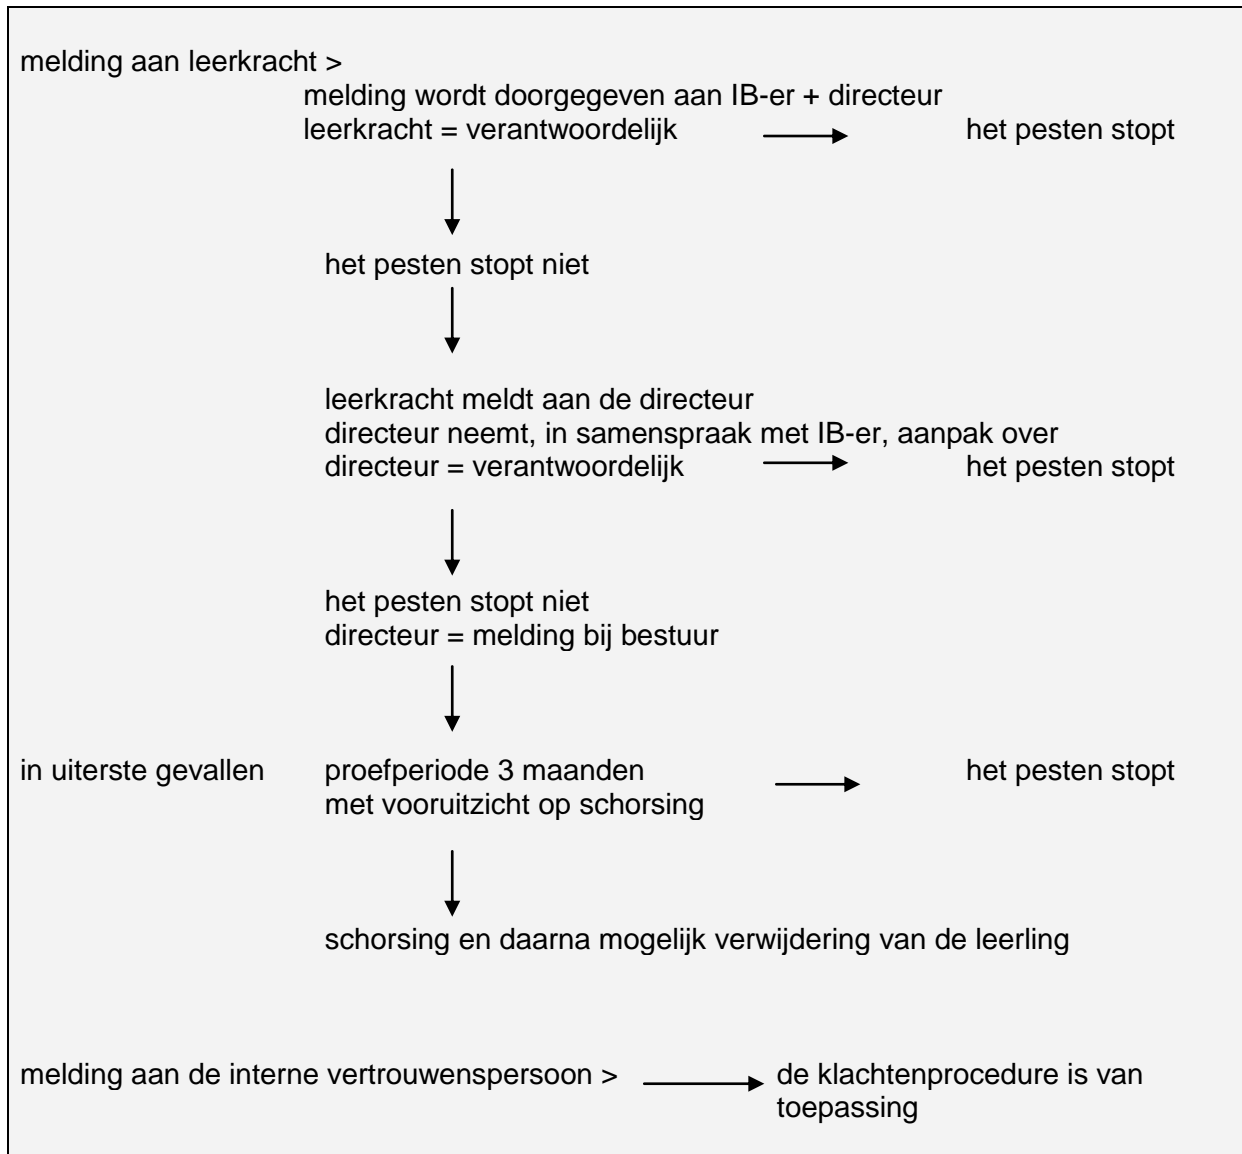 melding aan leerkracht >
melding wordt doorgegeven aan IB-er + directeur
leerkracht = verantwoordelijk het pesten stopt
het pesten stopt niet
leerkracht meldt aan de directeur
directeur neemt, in samenspraak met IB-er, aanpak over
directeur = verantwoordelijk het pesten stopt
het pesten stopt niet
directeur = melding bij bestuur
in uiterste gevallen proefperiode 3 maanden het pesten stopt
met vooruitzicht op schorsing
schorsing en daarna mogelijk verwijdering van de leerling
melding aan de interne vertrouwenspersoon > de klachtenprocedure is van
toepassing